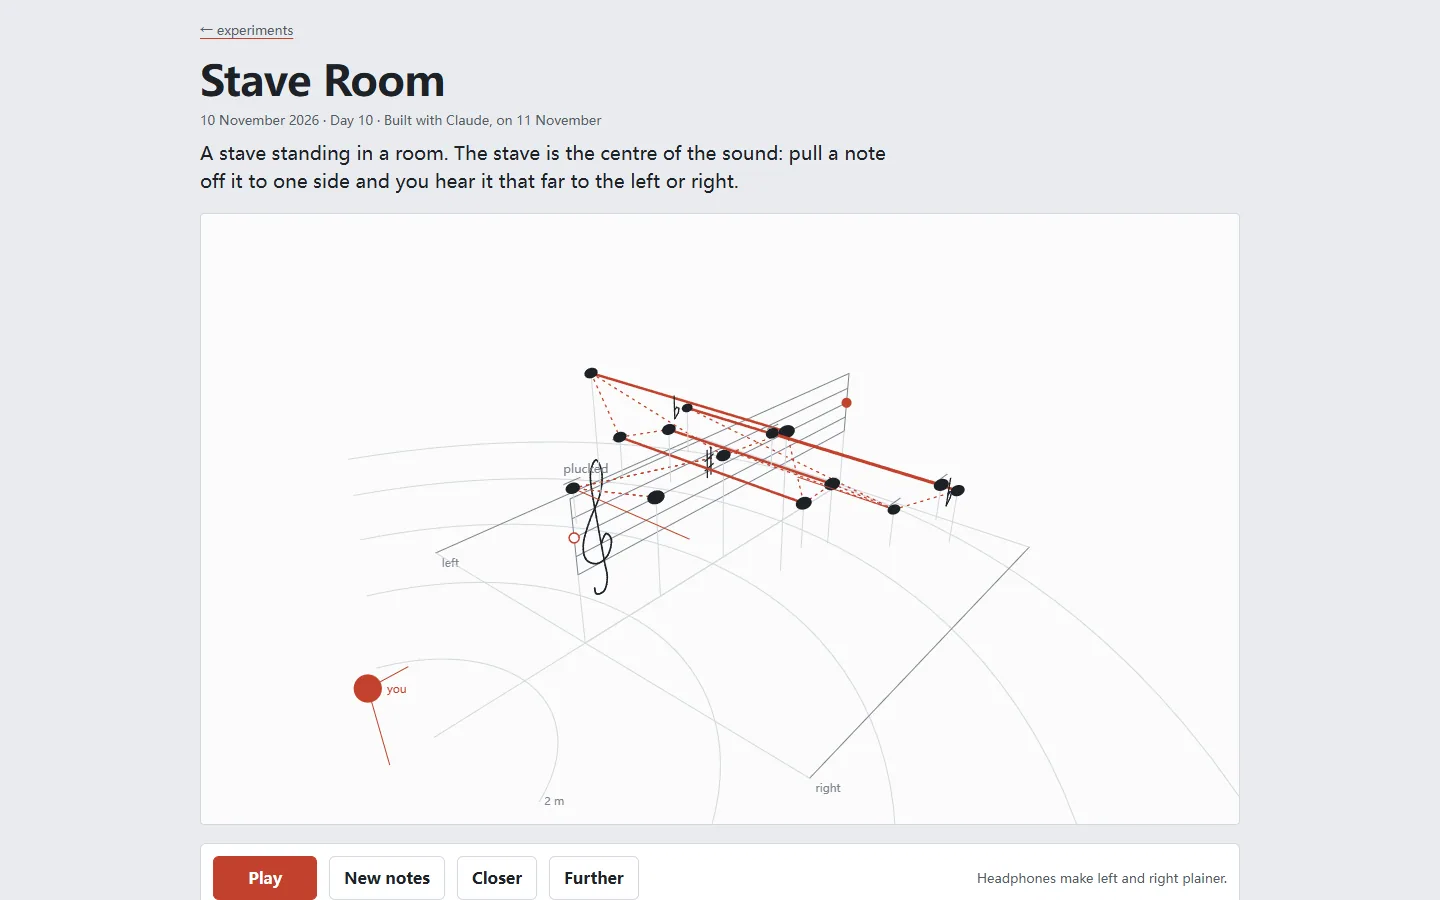 ← experiments
Stave Room
10 November 2026 · Day 10 · Built with Claude, on 11 November
A stave standing in a room. The stave is the centre of the sound: pull a note
off it to one side and you hear it that far to the left or right.
plucked
left
you
2 m
right
Play
New notes
Closer
Further
Headphones make left and right plainer.